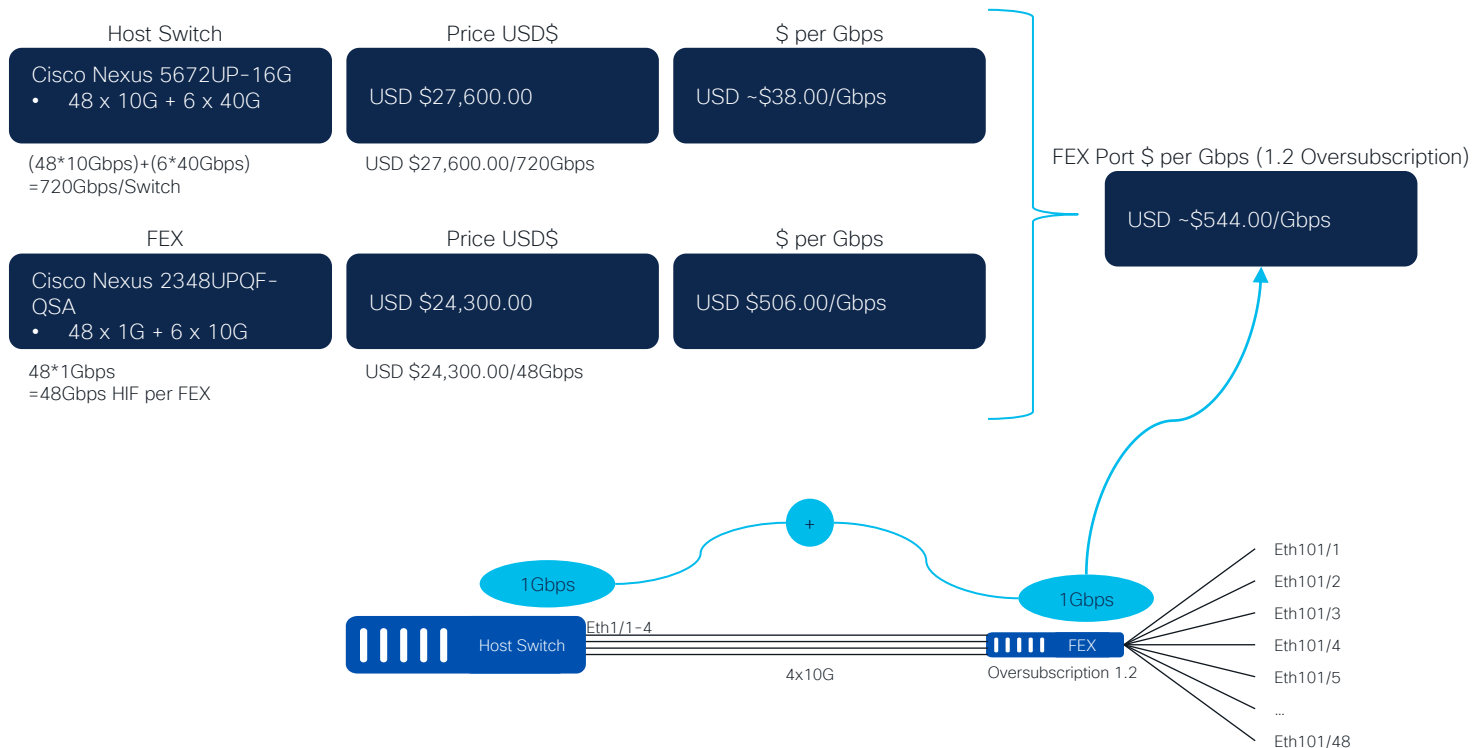 Host Switch
Price USD$
$ per Gbps
Cisco Nexus 5672UP-16G
• 48 x 10G + 6 x 40G
USD $27,600.00
USD ~$38.00/Gbps
(48*10Gbps)+(6*40Gbps)
=720Gbps/Switch
USD $27,600.00/720Gbps
FEX Port $ per Gbps (1.2 Oversubscription)
USD ~$544.00/Gbps
FEX
Price USD$
$ per Gbps
Cisco Nexus 2348UPQF-
QSA
• 48 x 1G + 6 x 10G
USD $24,300.00
USD $506.00/Gbps
48*1Gbps
=48Gbps HIF per FEX
USD $24,300.00/48Gbps
+
1Gbps
1Gbps
Host Switch
Eth1/1-4
4x10G
FEX
Oversubscription 1.2
Eth101/1
Eth101/2
Eth101/3
Eth101/4
Eth101/5
...
Eth101/48